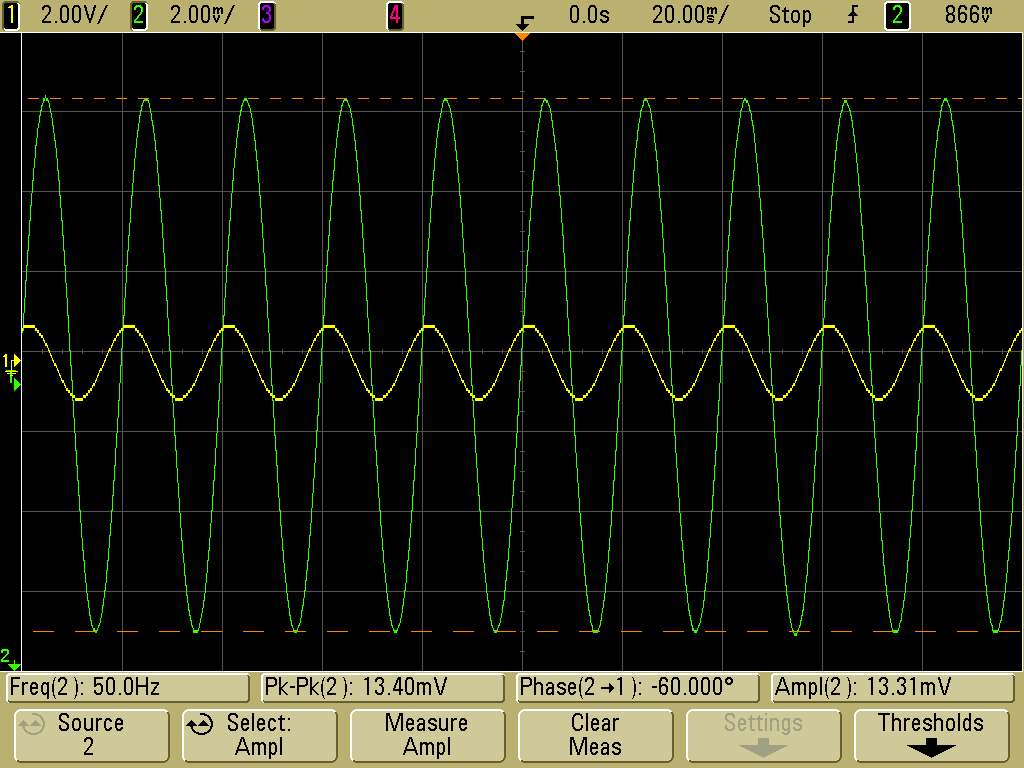 1 2.00V/ 2 2.00mV/ 3 4 0.0s 20.00ms/ Stop 2 866mV
1
T
2
Freq(2): 50.0Hz Pk-Pk(2): 13.40mV Phase(2→1): -60.000° Ampl(2): 13.31mV
Source Select: Measure Clear Settings Thresholds
2 Ampl Ampl Meas